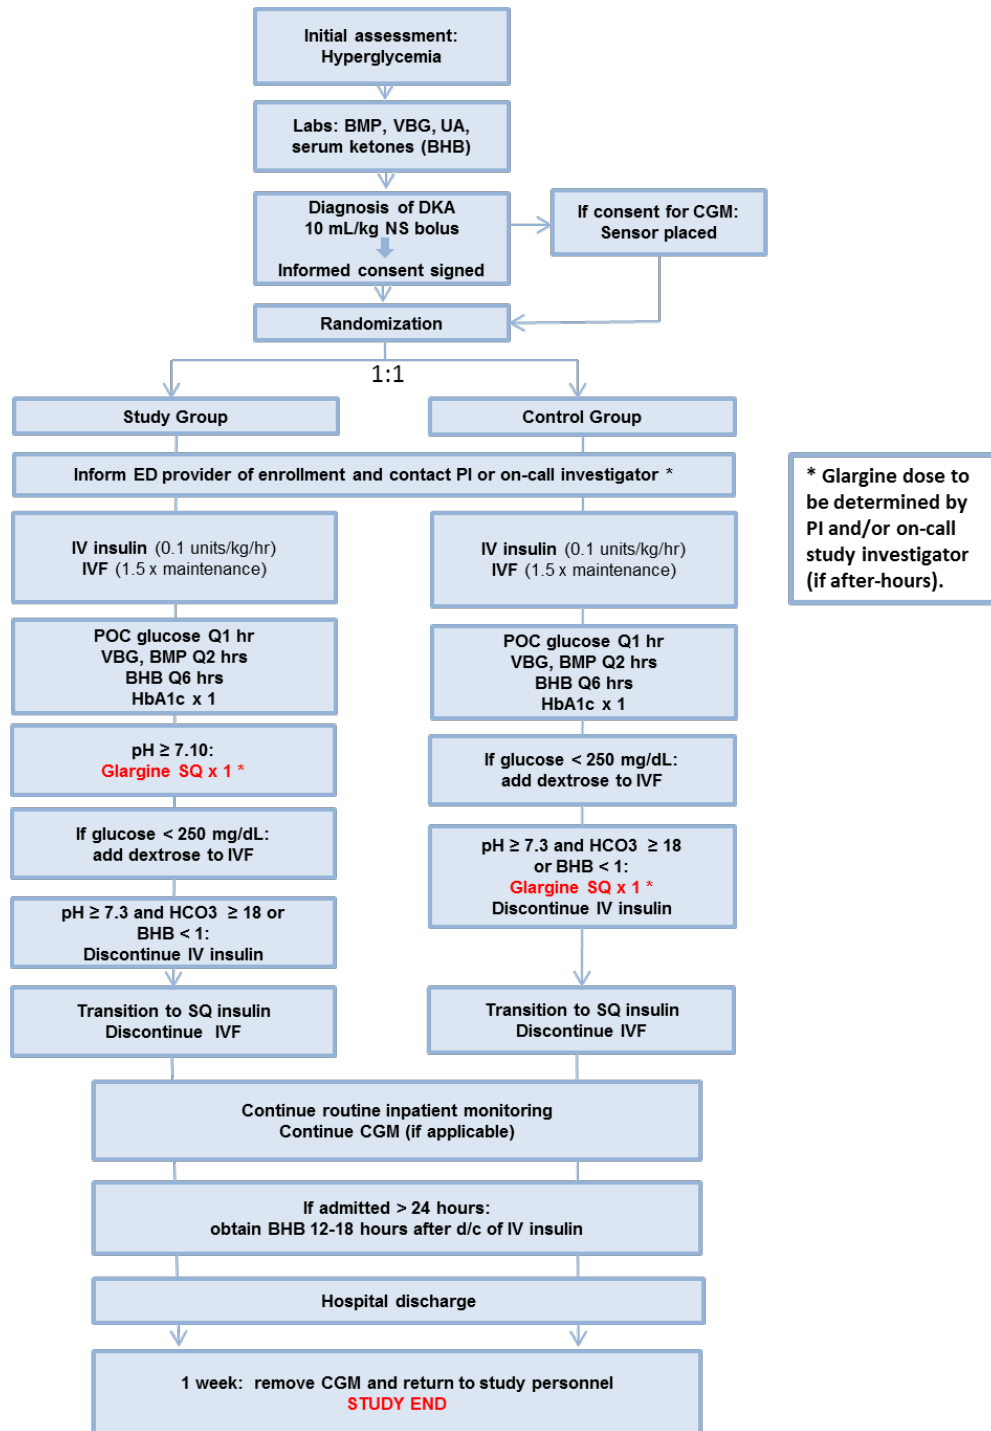 Initial assessment:
Hyperglycemia
Labs: BMP, VBG, UA,
serum ketones (BHB)
Diagnosis of DKA
10 mL/kg NS bolus
Informed consent signed
If consent for CGM:
Sensor placed
Randomization
1:1
Study Group
Control Group
Inform ED provider of enrollment and contact PI or on-call investigator *
* Glargine dose to
be determined by
PI and/or on-call
study investigator
(if after-hours).
IV insulin (0.1 units/kg/hr)
IVF (1.5 x maintenance)
IV insulin (0.1 units/kg/hr)
IVF (1.5 x maintenance)
POC glucose Q1 hr
VBG, BMP Q2 hrs
BHB Q6 hrs
HbA1c x 1
POC glucose Q1 hr
VBG, BMP Q2 hrs
BHB Q6 hrs
HbA1c x 1
pH ≥ 7.10:
Glargine SQ x 1 *
If glucose < 250 mg/dL:
add dextrose to IVF
If glucose < 250 mg/dL:
add dextrose to IVF
pH ≥ 7.3 and HCO3 ≥ 18
or BHB < 1:
Glargine SQ x 1 *
Discontinue IV insulin
pH ≥ 7.3 and HCO3 ≥ 18 or
BHB < 1:
Discontinue IV insulin
Transition to SQ insulin
Discontinue IVF
Transition to SQ insulin
Discontinue IVF
Continue routine inpatient monitoring
Continue CGM (if applicable)
If admitted > 24 hours:
obtain BHB 12-18 hours after d/c of IV insulin
Hospital discharge
1 week: remove CGM and return to study personnel
STUDY END